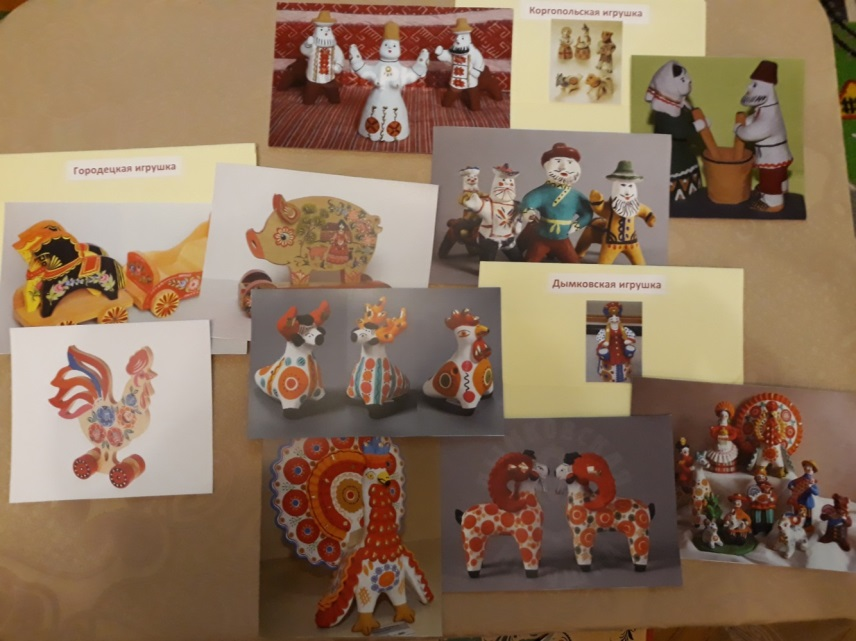 Коргопольская игрушка
Городецкая игрушка
Дымковская игрушка